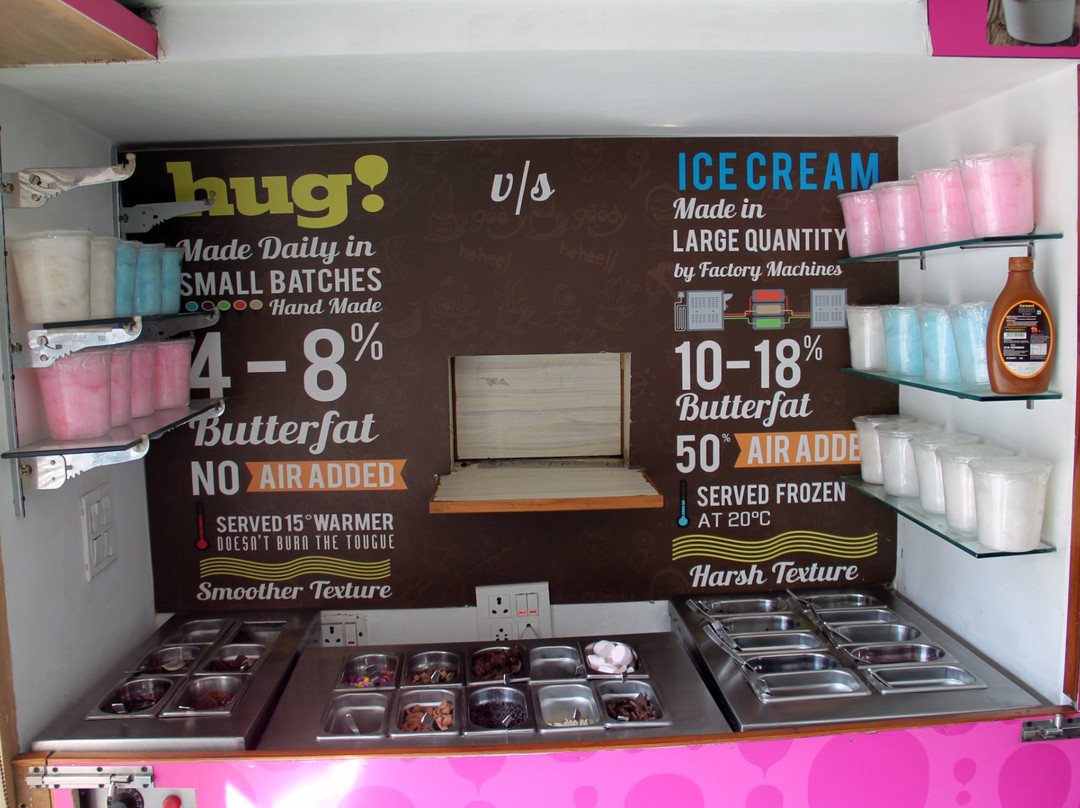 hug!
Made Daily in
SMALL BATCHES
Hand Made
4-8%
Butterfat
NO AIR ADDED
SERVED 15° WARMER
DOESN'T BURN THE TOUGUE
Smoother Texture
v/s
ICE CREAM
Made in
LARGE QUANTITY
by Factory Machines
10-18%
Butterfat
50% AIR ADDE
SERVED FROZEN
AT 20°C
Harsh Texture